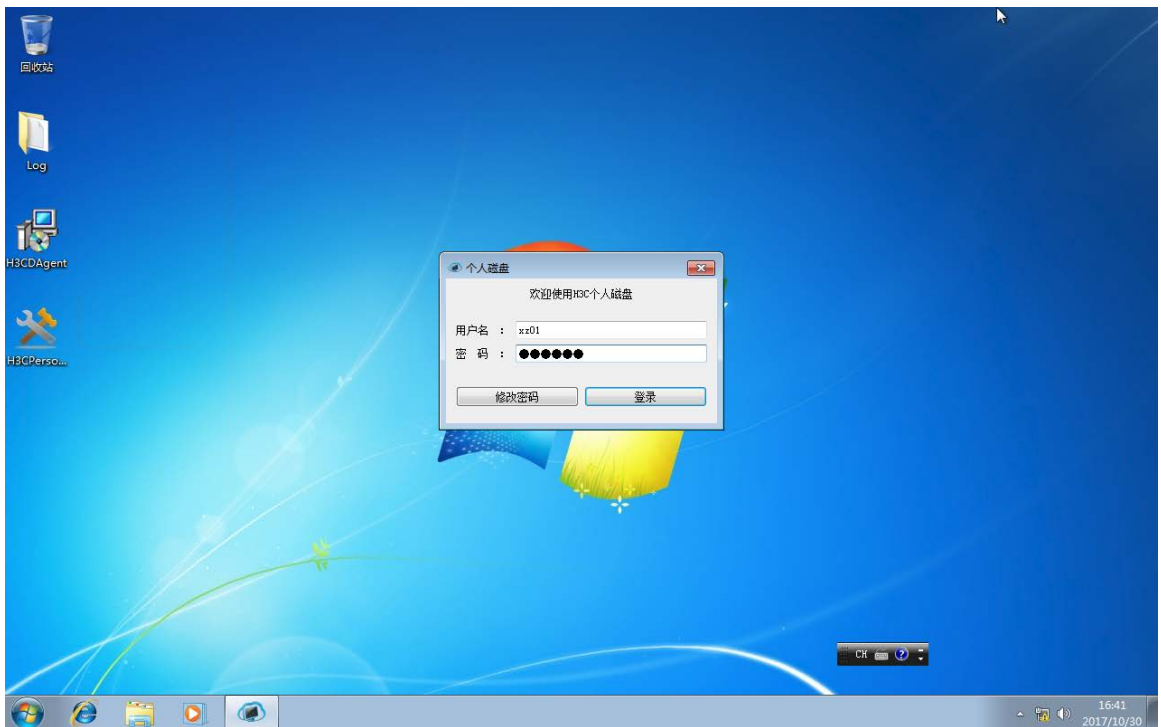 回收站
Log
H3CDAgent
H3CPerso...
个人磁盘
欢迎使用H3C个人磁盘
用户名 : xz01
密 码 : ●●●●●●
修改密码 登录
CH
16:41
2017/10/30